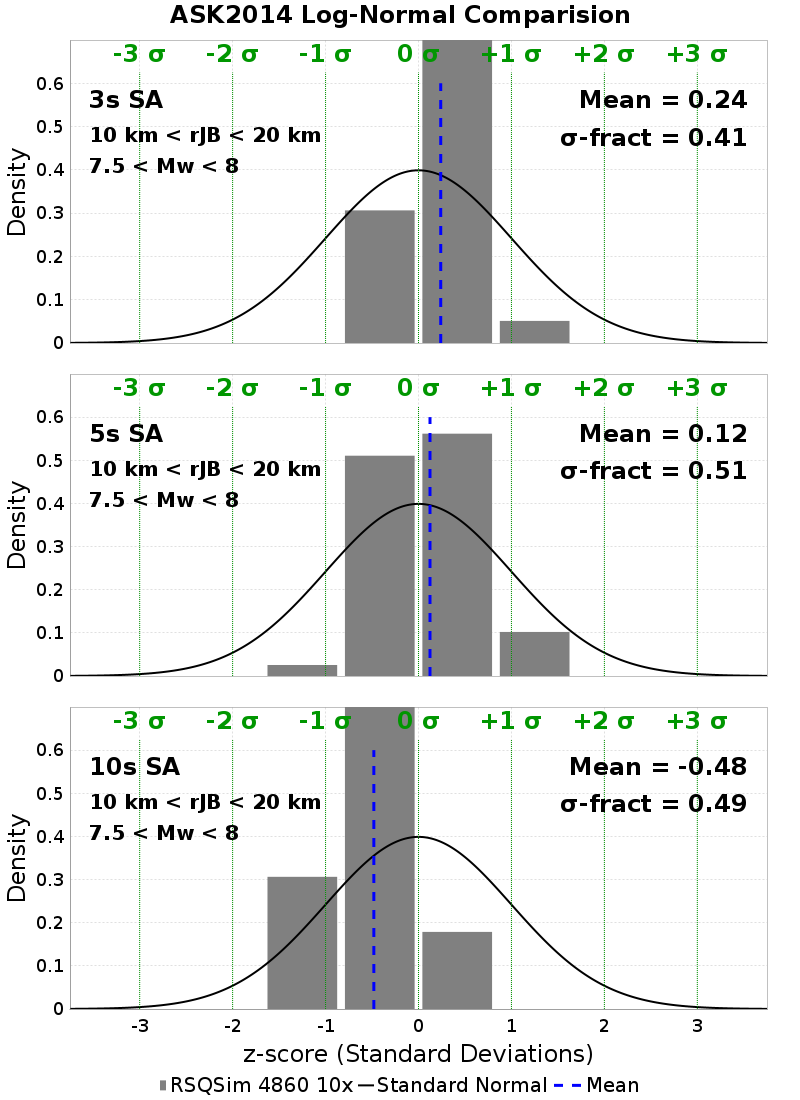 ASK2014 Log-Normal Comparision
-3 σ -2 σ -1 σ 0 σ +1 σ +2 σ +3 σ
0.6
3s SA Mean = 0.24
0.5
10 km < rJB < 20 km σ-fract = 0.41
7.5 < Mw < 8
0.4
0.3
0.2
0.1
0
Density
-3 σ -2 σ -1 σ 0 σ +1 σ +2 σ +3 σ
0.6
5s SA Mean = 0.12
0.5
10 km < rJB < 20 km σ-fract = 0.51
7.5 < Mw < 8
0.4
0.3
0.2
0.1
0
Density
-3 σ -2 σ -1 σ 0 σ +1 σ +2 σ +3 σ
0.6
10s SA Mean = -0.48
0.5
10 km < rJB < 20 km σ-fract = 0.49
7.5 < Mw < 8
0.4
0.3
0.2
0.1
0
Density
-3 -2 -1 0 1 2 3
z-score (Standard Deviations)
RSQSim 4860 10x Standard Normal Mean